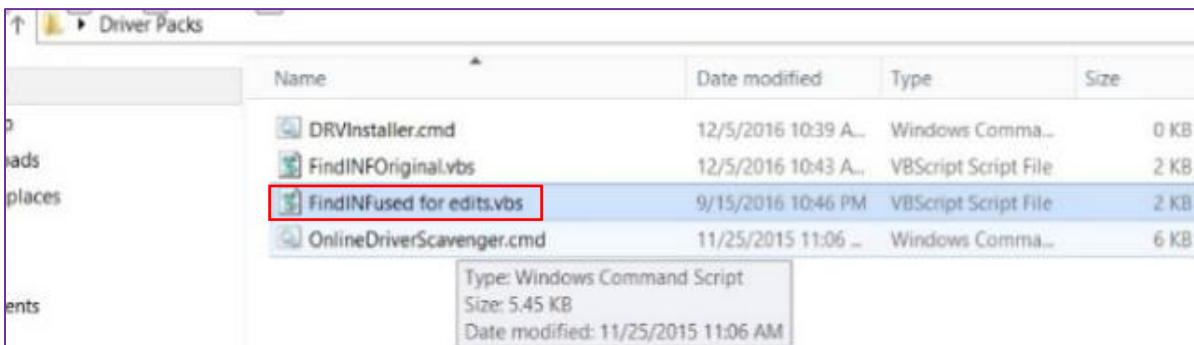 Driver Packs
Name Date modified Type Size
DRVInstaller.cmd 12/5/2016 10:39 A... Windows Comma... 0 KB
FindINFOriginal.vbs 12/5/2016 10:43 A... VBScript Script File 2 KB
FindINFused for edits.vbs 9/15/2016 10:46 PM VBScript Script File 2 KB
OnlineDriverScavenger.cmd 11/25/2015 11:06 ... Windows Comma... 6 KB
Type: Windows Command Script
Size: 5.45 KB
Date modified: 11/25/2015 11:06 AM
oads
places
ents